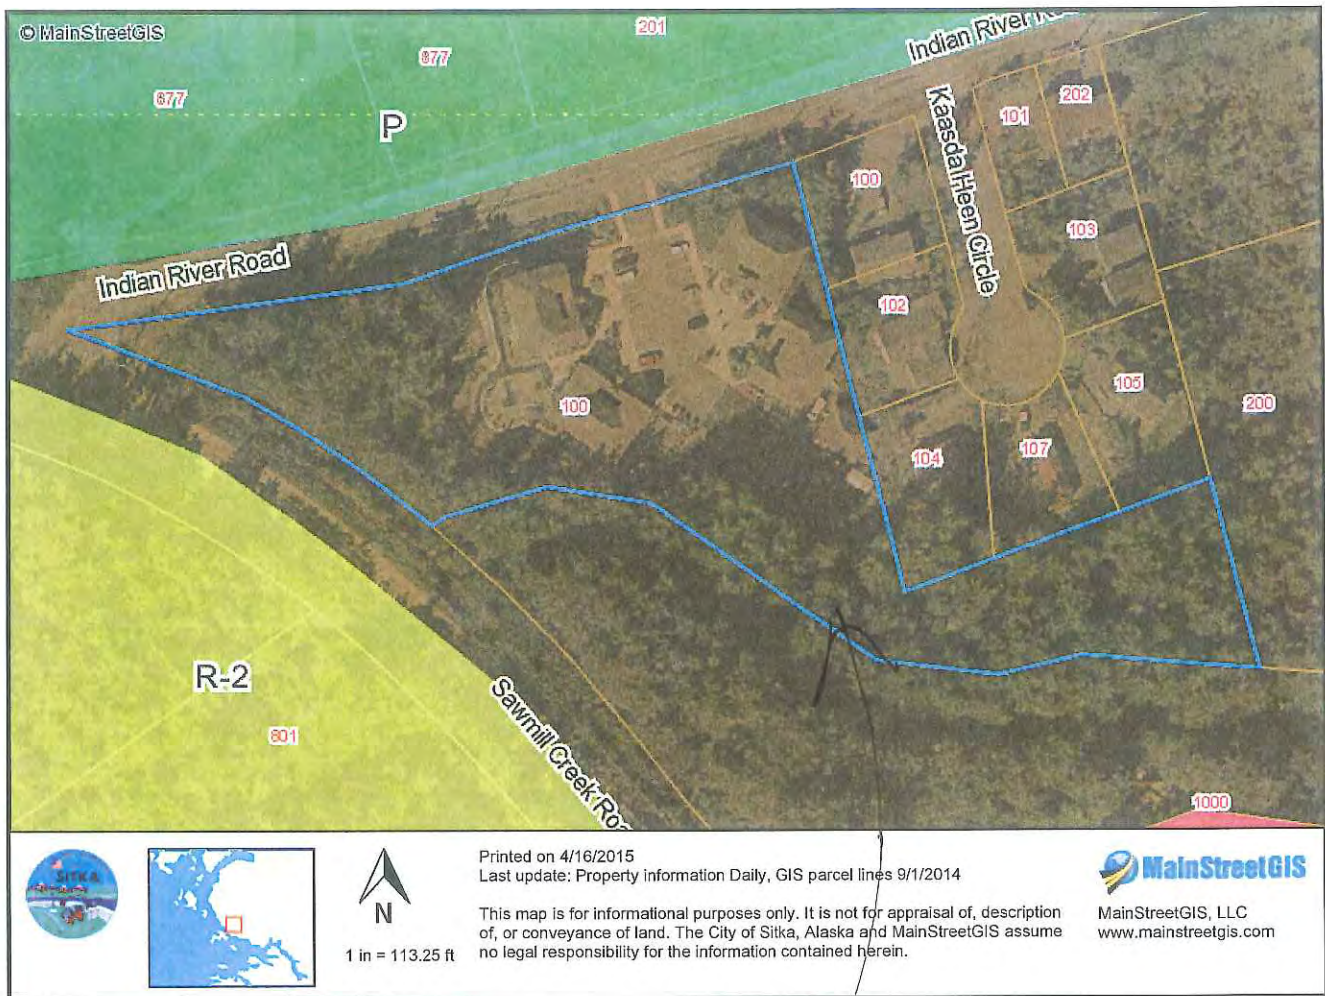 © MainStreetGIS
201
877
877
P
Indian River
Kaasda Heen Circle
101
202
100
103
Indian River Road
102
100
105
200
104
107
R-2
801
Sawmill Creek
1000
SITKA
N
1 in = 113.25 ft
Printed on 4/16/2015
Last update: Property information Daily, GIS parcel lines 9/1/2014
This map is for informational purposes only. It is not for appraisal of, description
of, or conveyance of land. The City of Sitka, Alaska and MainStreetGIS assume
no legal responsibility for the information contained herein.
MainStreetGIS
MainStreetGIS, LLC
www.mainstreetgis.com